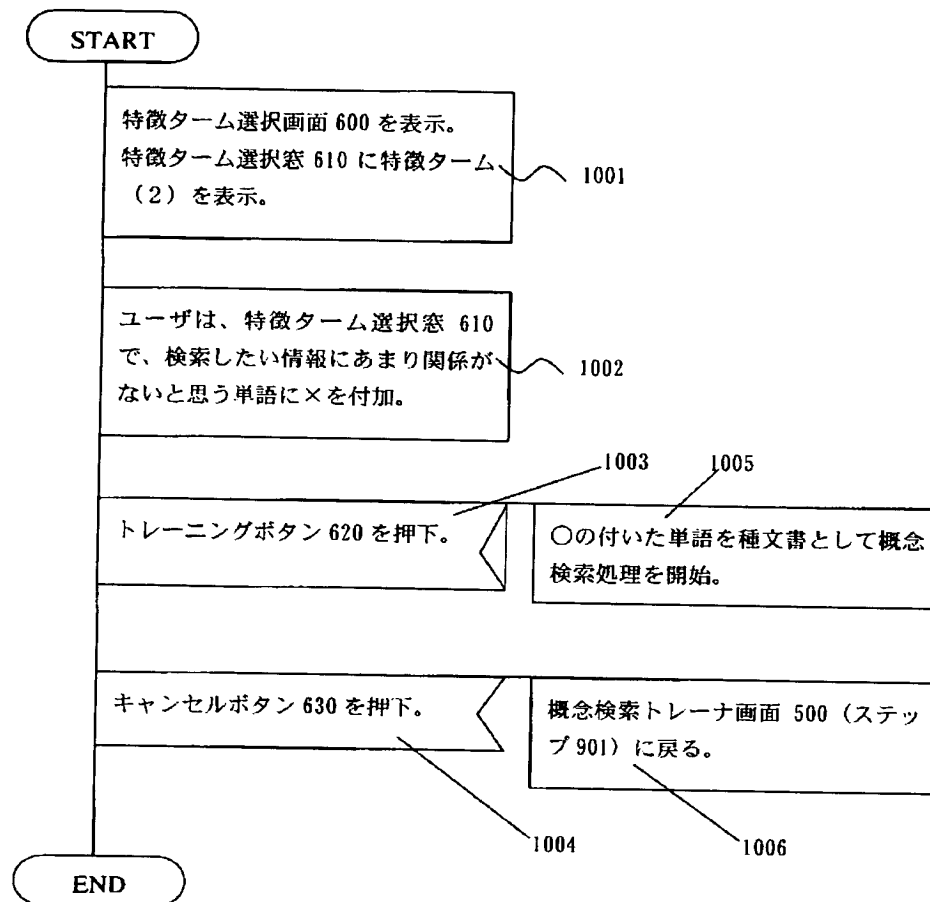 START
特徴ターム選択画面 600 を表示。
特徴ターム選択窓 610 に特徴ターム
（2）を表示。
1001
ユーザは、特徴ターム選択窓 610
で、検索したい情報にあまり関係が
ないと思う単語に×を付加。
1002
1003
1005
トレーニングボタン 620 を押下。
○の付いた単語を種文書として概念
検索処理を開始。
キャンセルボタン 630 を押下。
概念検索トレーナ画面 500（ステッ
プ 901）に戻る。
1004
1006
END